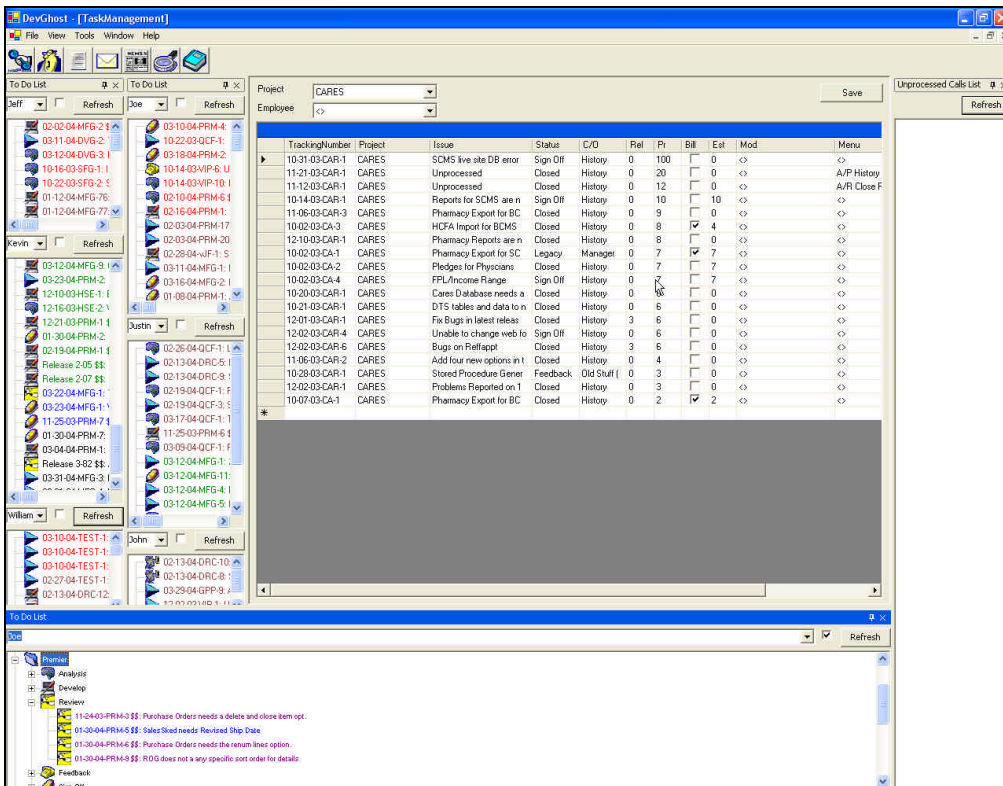 DevGhost - [TaskManagement]
File View Tools Window Help
To Do List
To Do List
Unprocessed Calls List
Jeff Refresh
Joe Refresh
Refresh
Project CARES Save
Employee <>
02-02-04-MFG-2 $
03-11-04-DVG-2:
03-12-04-DVG-3:
10-16-03-SFG-1:
10-22-03-SFG-2:
01-12-04-MFG-76:
01-12-04-MFG-77:
Kevin Refresh
03-12-04-MFG-9:
03-23-04-PRM-2:
12-10-03-HSE-1:
12-16-03-HSE-2:
12-21-03-PRM-1 $
01-30-04-PRM-2:
02-19-04-PRM-1 $
Release 2-05 $$:
Release 2-07 $$:
03-22-04-MFG-1:
03-23-04-MFG-1:
11-25-03-PRM-7 $
01-30-04-PRM-7:
03-04-04-PRM-1:
Release 3-82 $$:
03-31-04-MFG-3:
William Refresh
03-10-04-TEST-1:
03-10-04-TEST-1:
03-10-04-TEST-1:
02-27-04-TEST-1:
02-13-04-DRC-12:
03-10-04-PRM-4:
10-22-03-QCF-1:
03-18-04-PRM-2:
10-14-03-VIP-6: U
10-14-03-VIP-10:
02-10-04-PRM-6 $
02-16-04-PRM-1:
02-03-04-PRM-17
02-03-04-PRM-20
02-28-04-wJF-1: S
03-11-04-MFG-1:
03-16-04-MFG-2:
01-08-04-PRM-1:
Justin Refresh
02-26-04-QCF-1: L
02-13-04-DRC-5:
02-13-04-DRC-9:
02-19-04-QCF-1: F
02-19-04-QCF-3: S
03-17-04-QCF-1: T
11-25-03-PRM-6 $
03-09-04-QCF-1: F
03-12-04-MFG-1:
03-12-04-MFG-11:
03-12-04-MFG-4:
03-12-04-MFG-5:
John Refresh
02-13-04-DRC-10:
02-13-04-DRC-8:
03-29-04-GPP-9:
12-02-03-VIP-1:
TrackingNumber Project Issue Status C/O Rel Pr Bill Est Mod Menu
10-31-03-CAR-1 CARES SCMS live site DB error Sign Off History 0 100 0 <> <>
11-21-03-CAR-1 CARES Unprocessed Closed History 0 20 0 <> A/P History
11-12-03-CAR-1 CARES Unprocessed Closed History 0 12 0 <> A/R Close F
10-14-03-CAR-1 CARES Reports for SCMS are n Sign Off History 0 10 10 <> <>
11-06-03-CAR-3 CARES Pharmacy Export for BC Closed History 0 9 0 <> <>
10-02-03-CA-3 CARES HCFA Import for BCMS Closed History 0 8 4 <> <>
12-10-03-CAR-1 CARES Pharmacy Reports are n Closed History 0 8 0 <> <>
10-02-03-CA-1 CARES Pharmacy Export for SC Legacy Manager 0 7 7 <> <>
10-02-03-CA-2 CARES Pledges for Physcians Closed History 0 7 7 <> <>
10-02-03-CA-4 CARES FPL/Income Range Sign Off History 0 7 7 <> <>
10-20-03-CAR-1 CARES Cares Database needs a Closed History 0 0 <> <>
10-21-03-CAR-1 CARES DTS tables and data to n Closed History 0 6 0 <> <>
12-01-03-CAR-1 CARES Fix Bugs in latest releas Closed History 3 6 0 <> <>
12-02-03-CAR-4 CARES Unable to change web fo Sign Off History 0 6 0 <> <>
12-02-03-CAR-6 CARES Bugs on Reffappt Closed History 3 6 0 <> <>
11-06-03-CAR-2 CARES Add four new options in t Closed History 0 4 0 <> <>
10-28-03-CAR-1 CARES Stored Procedure Gener Feedback Old Stuff ( 0 3 0 <> <>
12-02-03-CAR-1 CARES Problems Reported on 1 Closed History 0 3 0 <> <>
10-07-03-CA-1 CARES Pharmacy Export for BC Closed History 0 2 2 <> <>
To Do List
Joe Refresh
Premier
Analysis
Develop
Review
11-24-03-PRM-3 $$: Purchase Orders needs a delete and close item opt.
01-30-04-PRM-5 $$: Sales Sked needs Revised Ship Date
01-30-04-PRM-6 $$: Purchase Orders needs the renum lines option.
01-30-04-PRM-9 $$: ROG does not a any specific sort order for details
Feedback
Sign Off